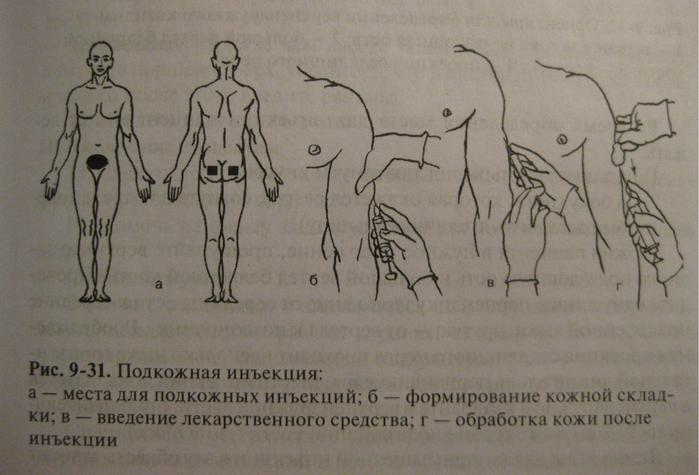 а
б
в
г
Рис. 9-31. Подкожная инъекция:
а — места для подкожных инъекций; б — формирование кожной склад-
ки; в — введение лекарственного средства; г — обработка кожи после
инъекции